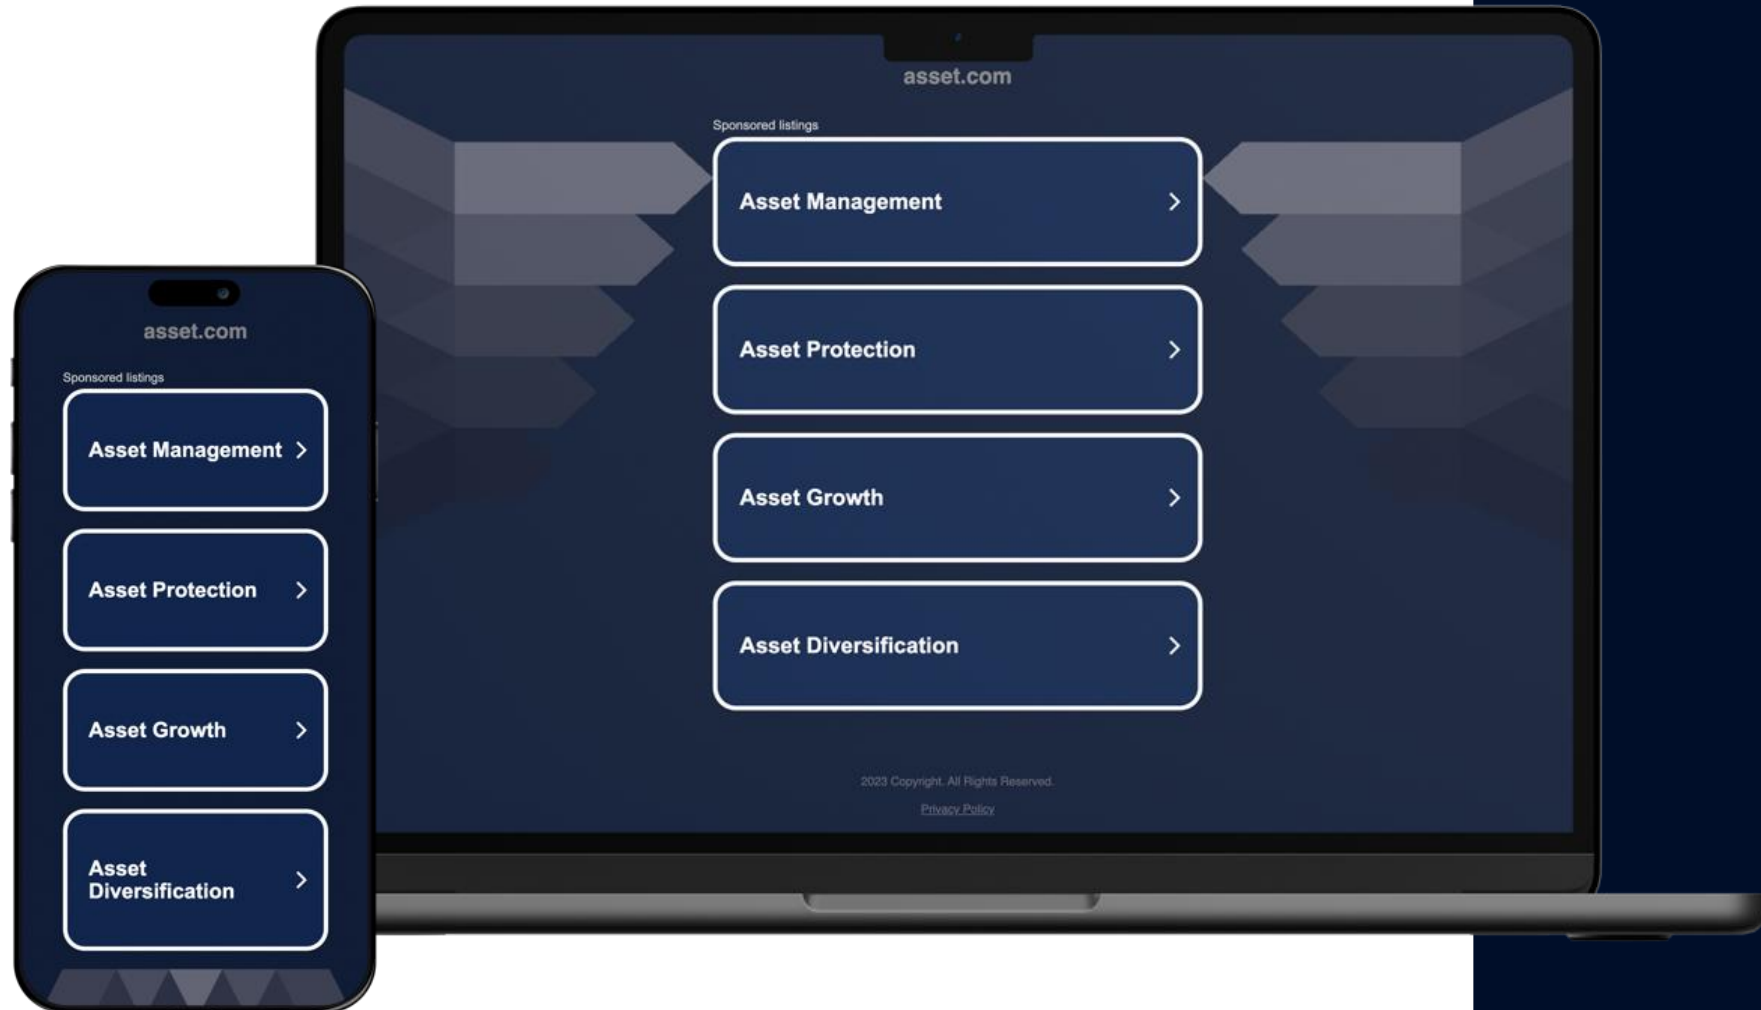 asset.com
Sponsored listings
Asset Management
Asset Protection
Asset Growth
Asset Diversification
2023 Copyright. All Rights Reserved.
Privacy Policy
asset.com
Sponsored listings
Asset Management
Asset Protection
Asset Growth
Asset
Diversification